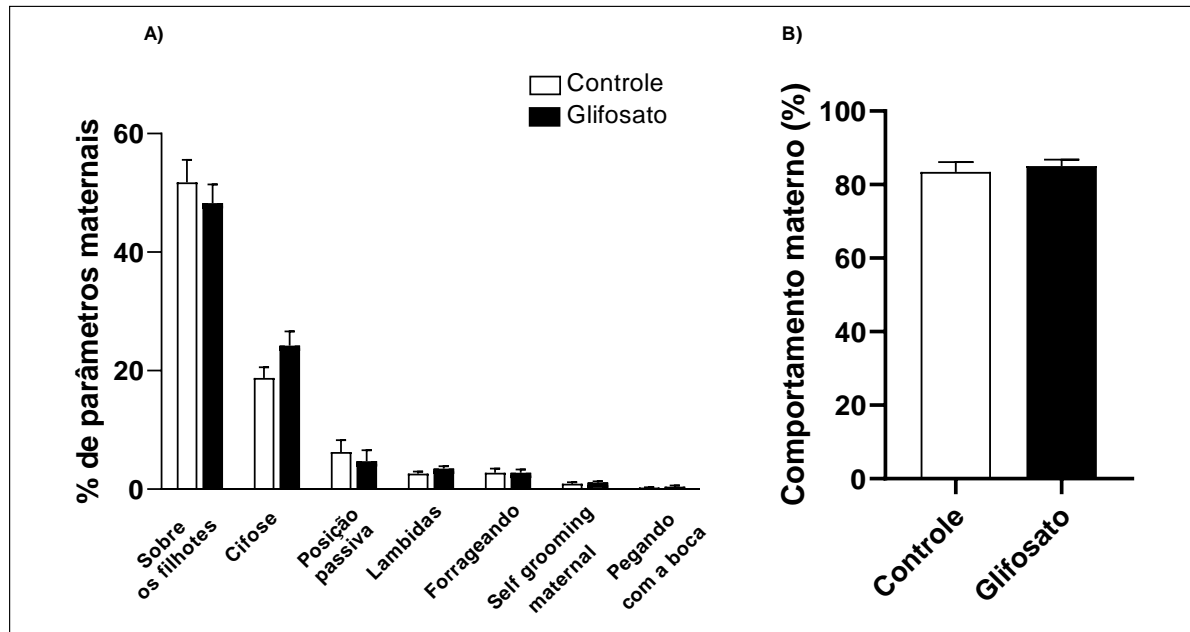 A)
Controle
Glifosato
% de parâmetros maternais
60
40
20
0
Sobre
os filhotes
Cifose
Posição
passiva
Lambidas
Forrageando
Self grooming
maternal
Pegando
com a boca
B)
Comportamento materno (%)
100
80
60
40
20
0
Controle
Glifosato